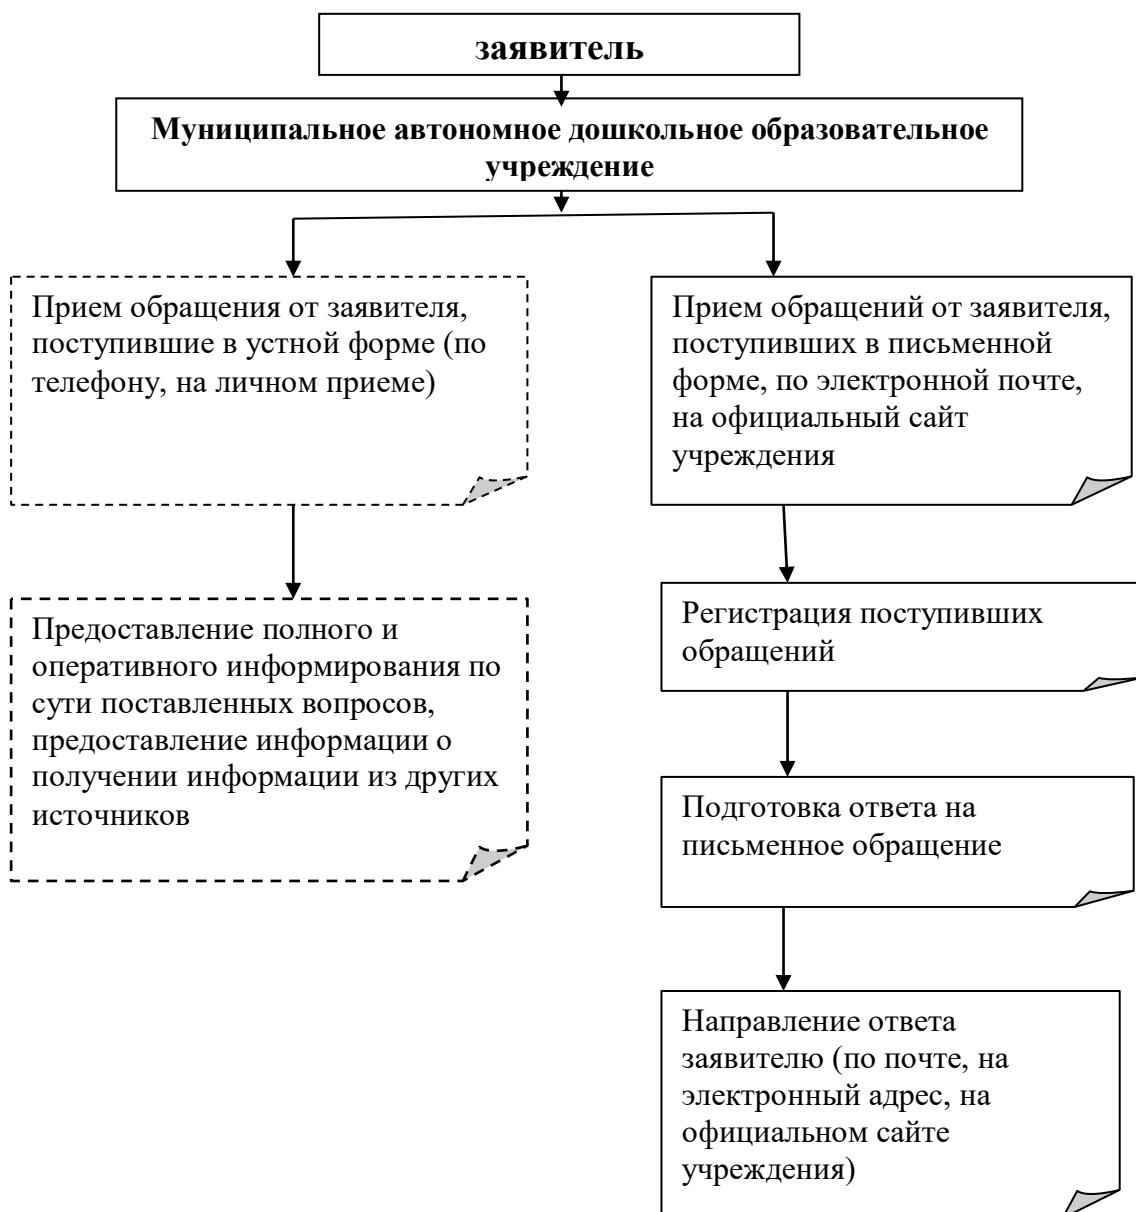 заявитель
Муниципальное автономное дошкольное образовательное
учреждение
Прием обращения от заявителя,
поступившие в устной форме (по
телефону, на личном приеме)
Прием обращений от заявителя,
поступивших в письменной
форме, по электронной почте,
на официальный сайт
учреждения
Предоставление полного и
оперативного информирования по
сути поставленных вопросов,
предоставление информации о
получении информации из других
источников
Регистрация поступивших
обращений
Подготовка ответа на
письменное обращение
Направление ответа
заявителю (по почте, на
электронный адрес, на
официальном сайте
учреждения)